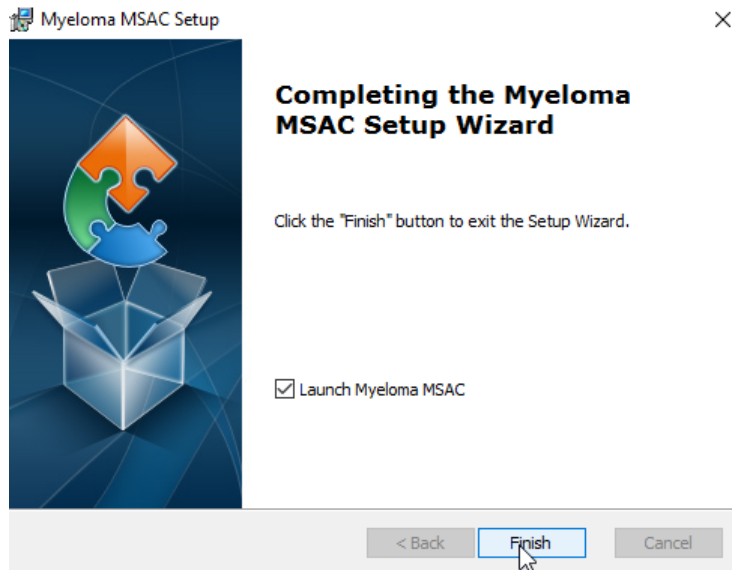 Myeloma MSAC Setup
Completing the Myeloma
MSAC Setup Wizard
Click the "Finish" button to exit the Setup Wizard.
Launch Myeloma MSAC
< Back
Finish
Cancel